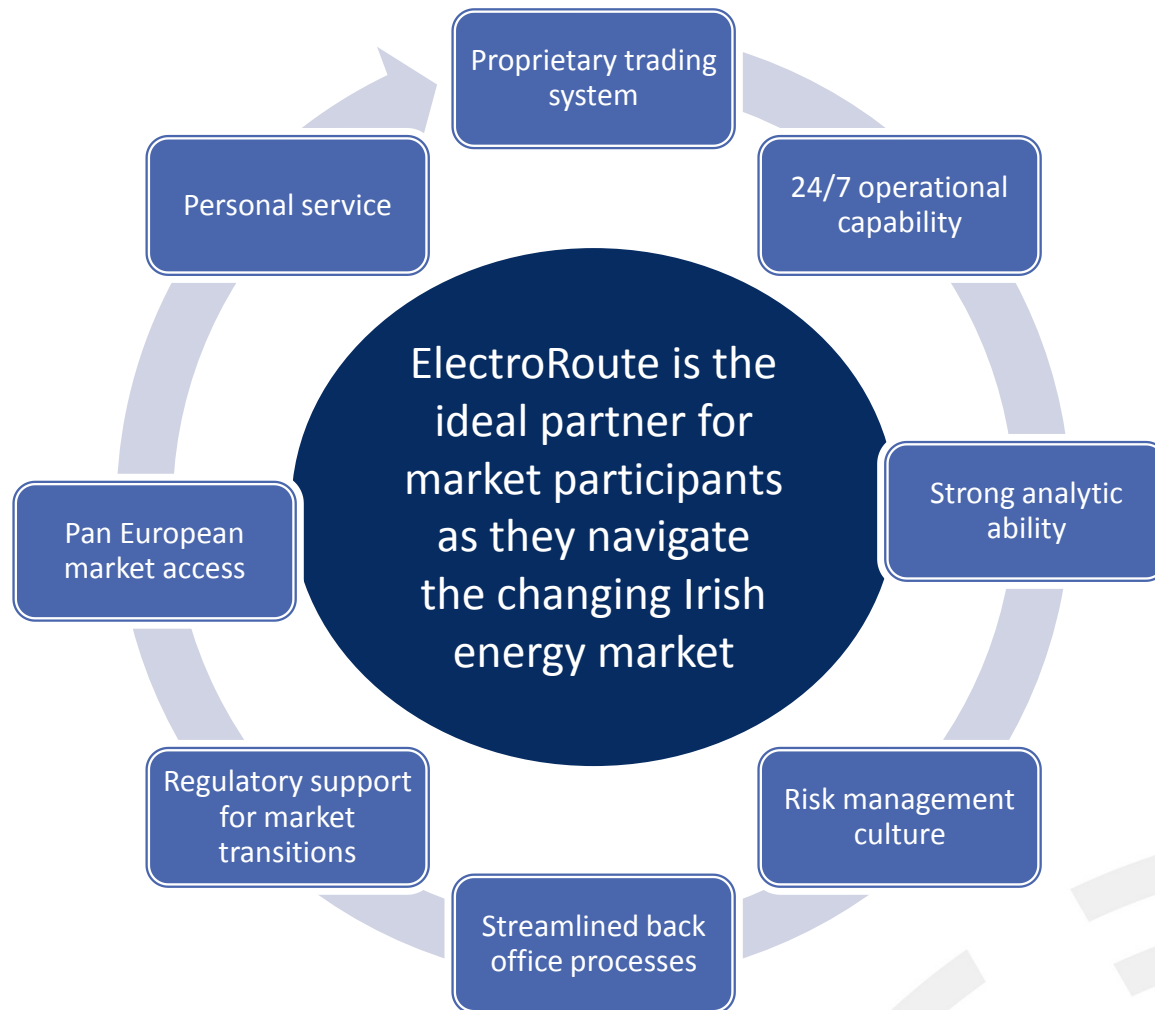 Proprietary trading
system
24/7 operational
capability
Strong analytic
ability
Risk management
culture
Streamlined back
office processes
Regulatory support
for market
transitions
Pan European
market access
Personal service
ElectroRoute is the
ideal partner for
market participants
as they navigate
the changing Irish
energy market